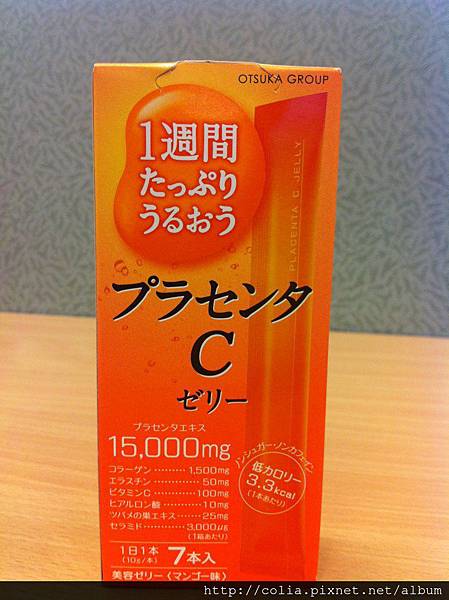 OTSUKA GROUP
1週間
たっぷり
うるおう
PLACENTA C JELLY
プラセンタ
C
ゼリー
プラセンタエキス
15,000mg
コラーゲン ……… 1,500mg
エラスチン ……… 50mg
ビタミンC ……… 100mg
ヒアルロン酸 ……… 10mg
ツバメの巣エキス …… 25mg
セラミド ……… 3,000μg
(1箱あたり)
ノンシュガー・ノンカフェイン
低カロリー
3.3kcal
(1本あたり)
1日1本
(10g/本)
7本入
美容ゼリー〈マンゴー味〉
http://colia.pixnet.net/album